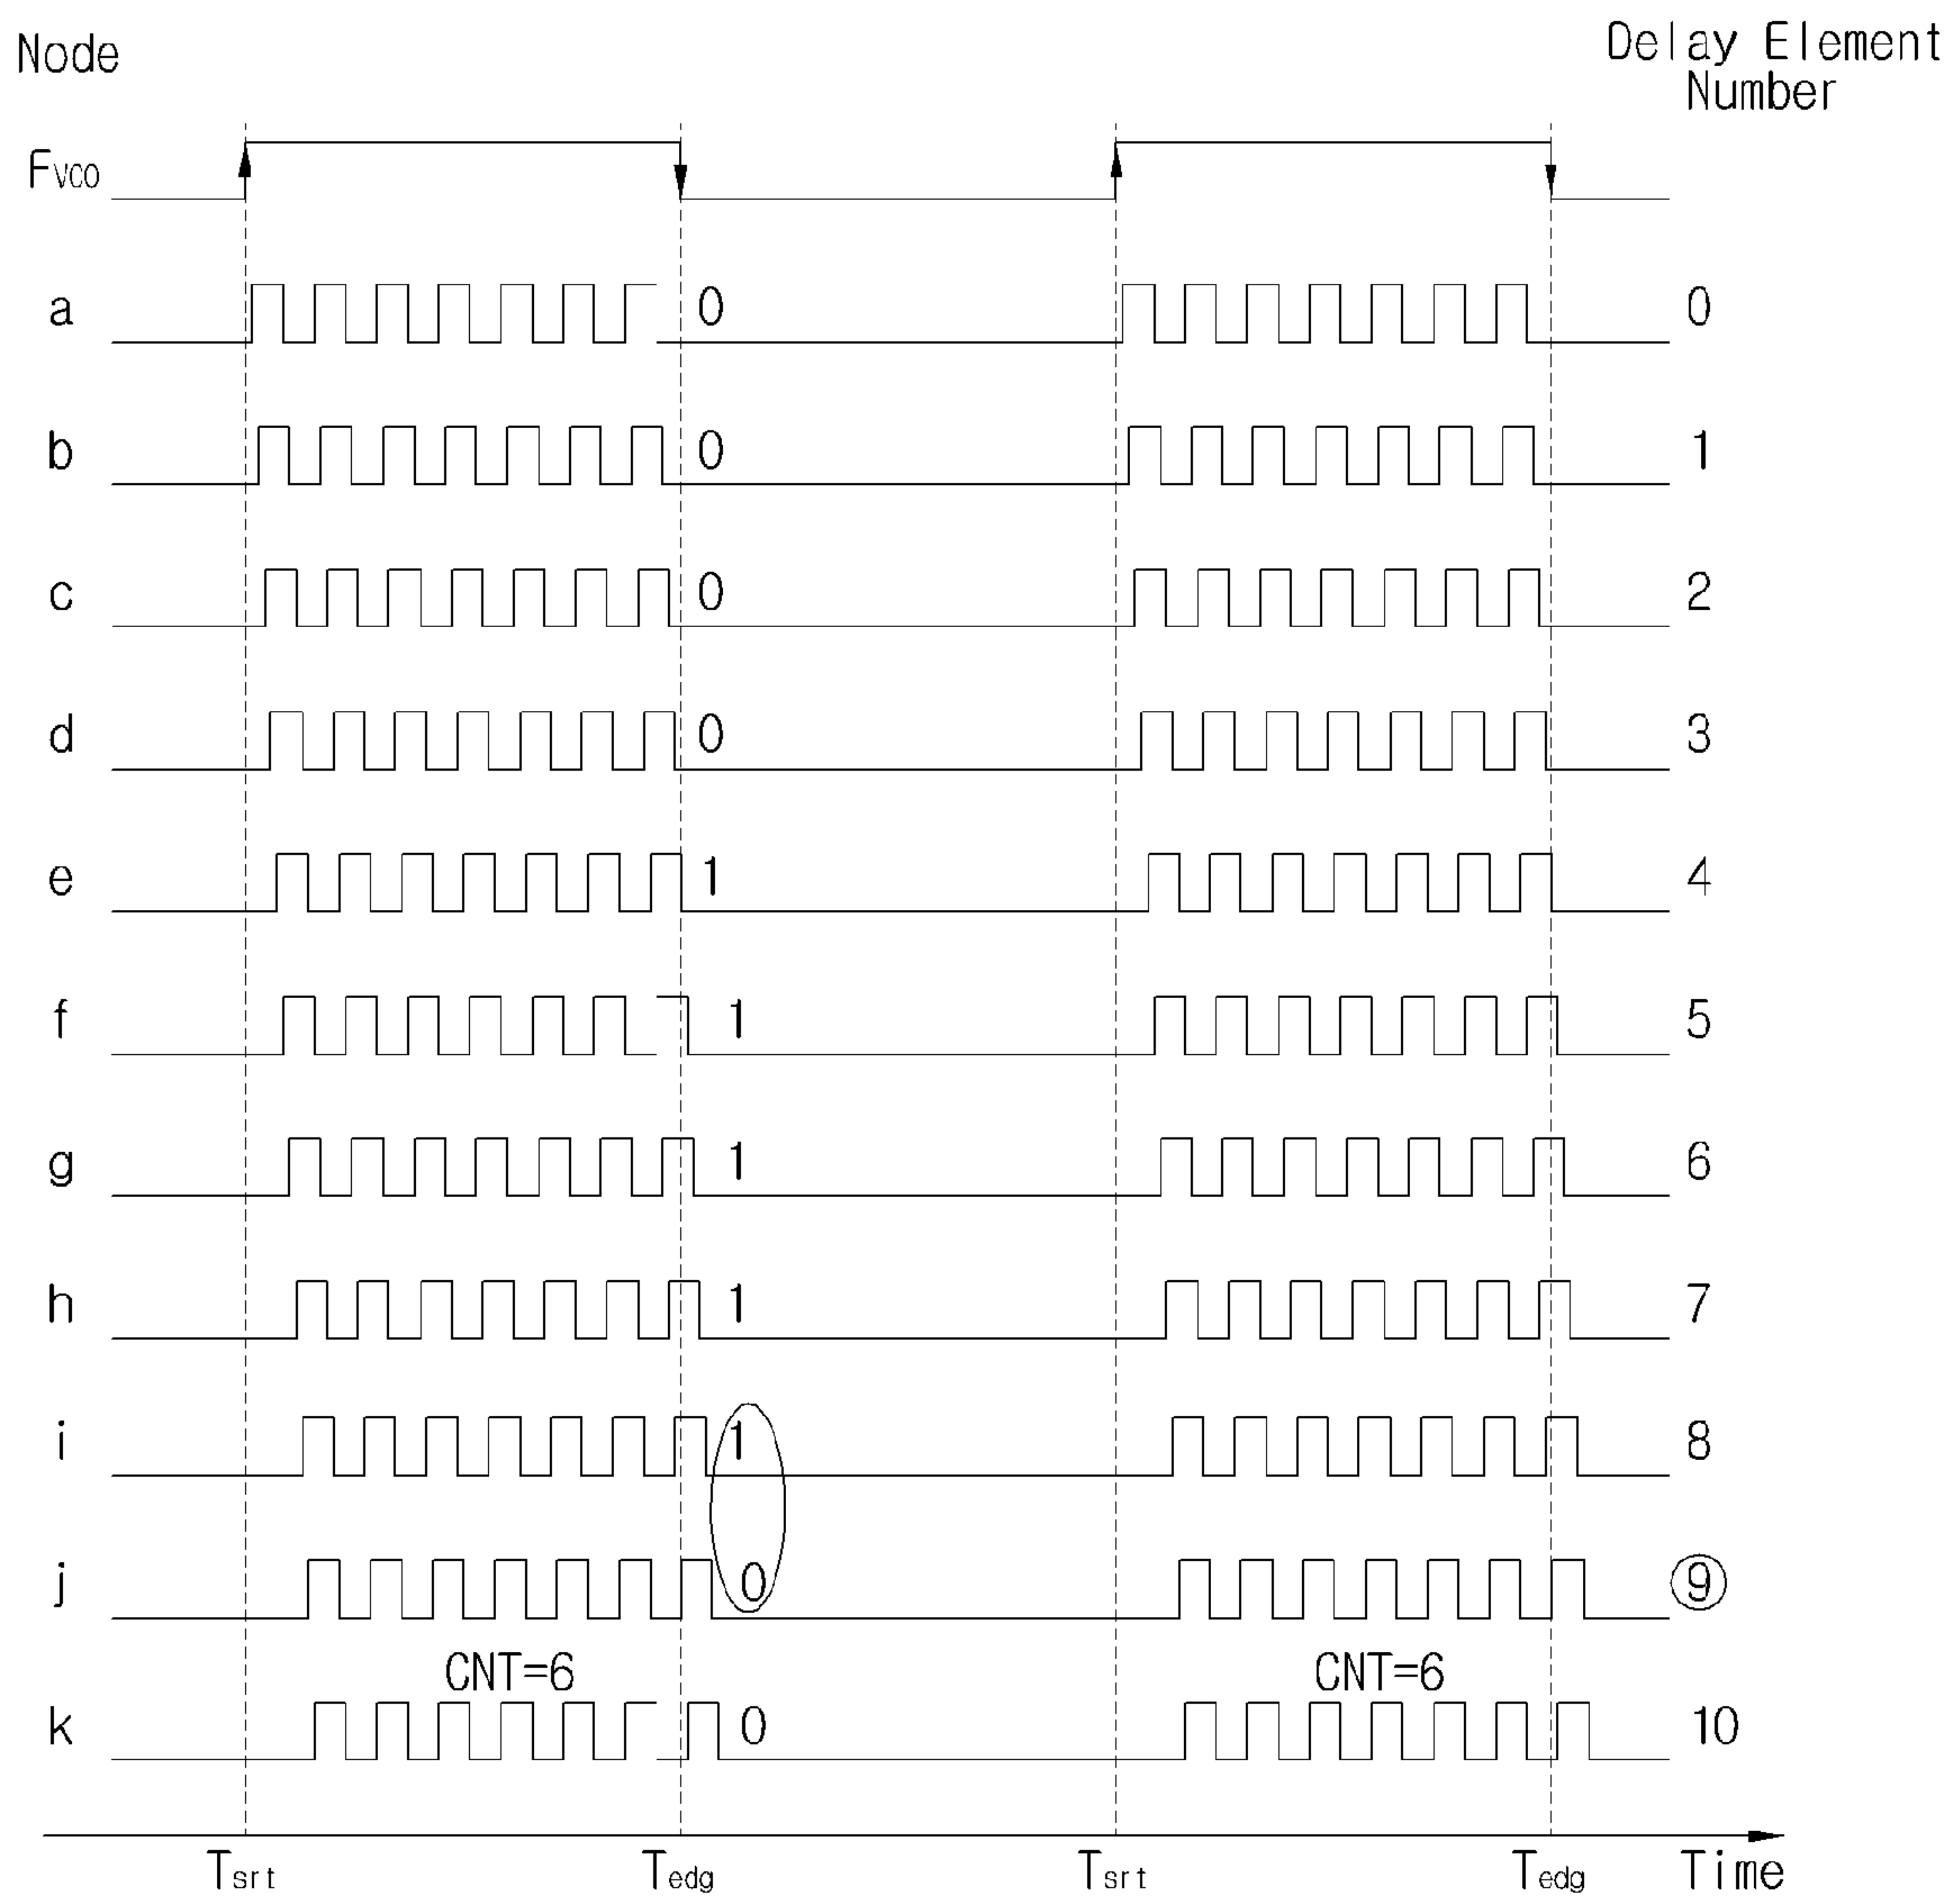 Node
Delay Element
Number
FVCO
a 0 0
b 0 1
c 0 2
d 0 3
e 1 4
f 1 5
g 1 6
h 1 7
i 1 8
j 0 9
CNT=6 CNT=6
k 0 10
Tsrt Tedg Tsrt Tedg Time